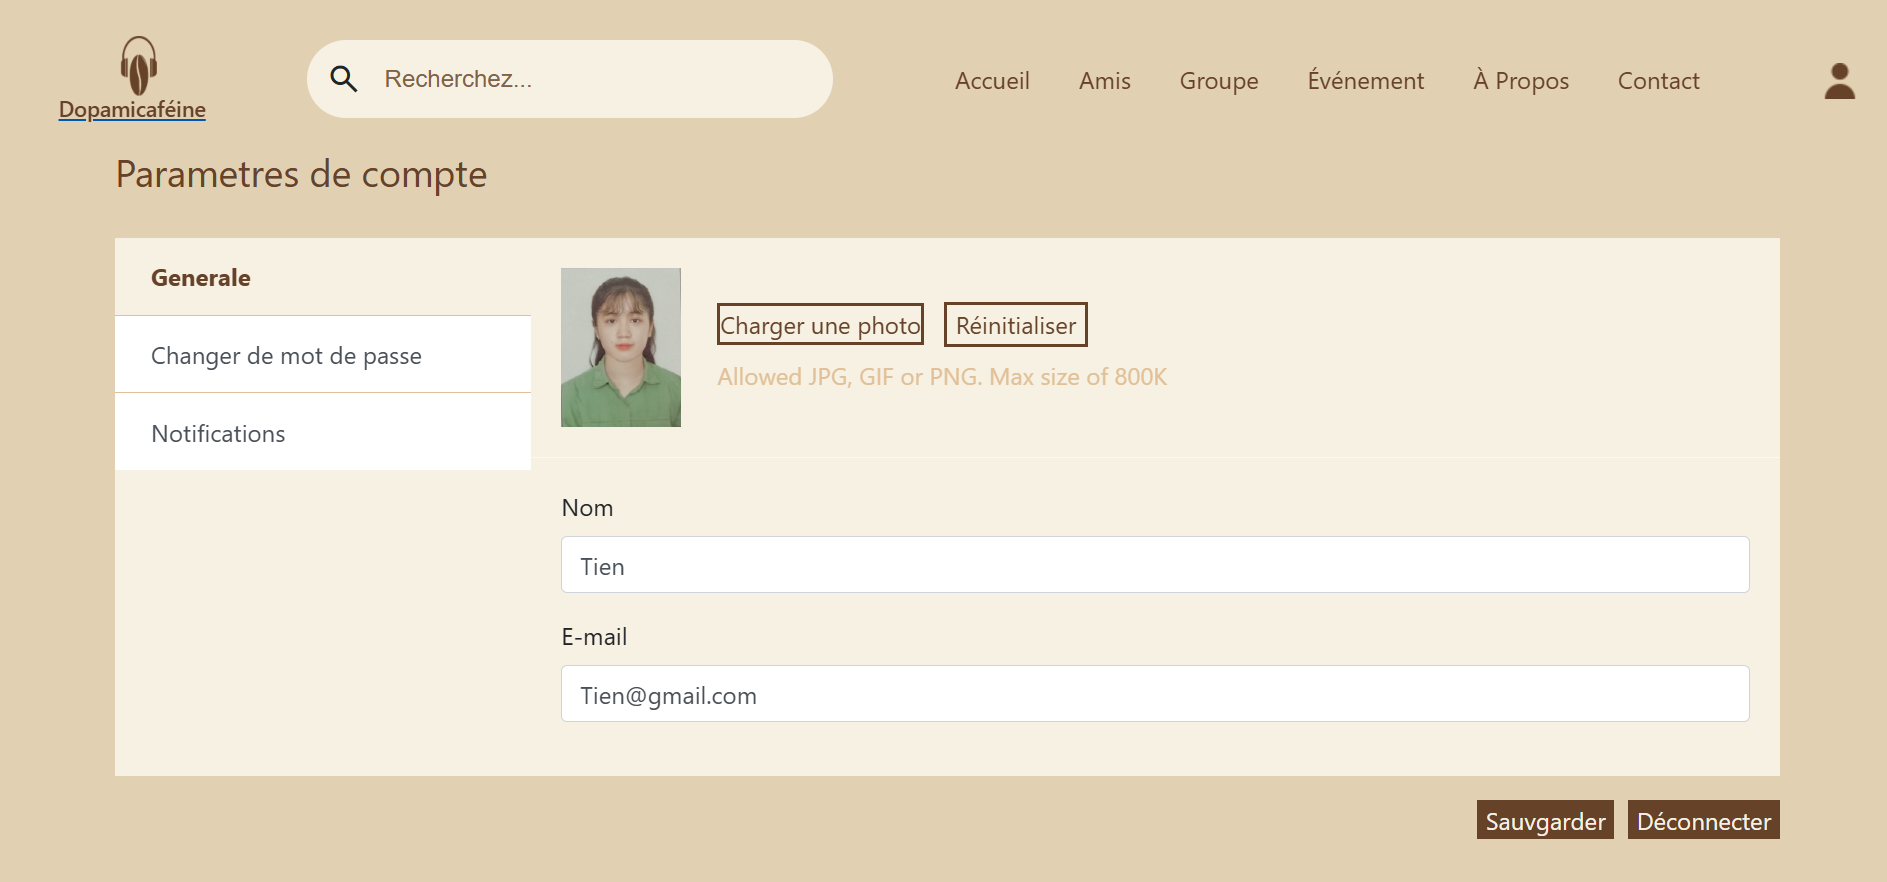 Dopamicaféine
Recherchez...
Accueil Amis Groupe Événement À Propos Contact
Parametres de compte
Generale
Changer de mot de passe
Notifications
Charger une photo Réinitialiser
Allowed JPG, GIF or PNG. Max size of 800K
Nom
Tien
E-mail
Tien@gmail.com
Sauvgarder Déconnecter